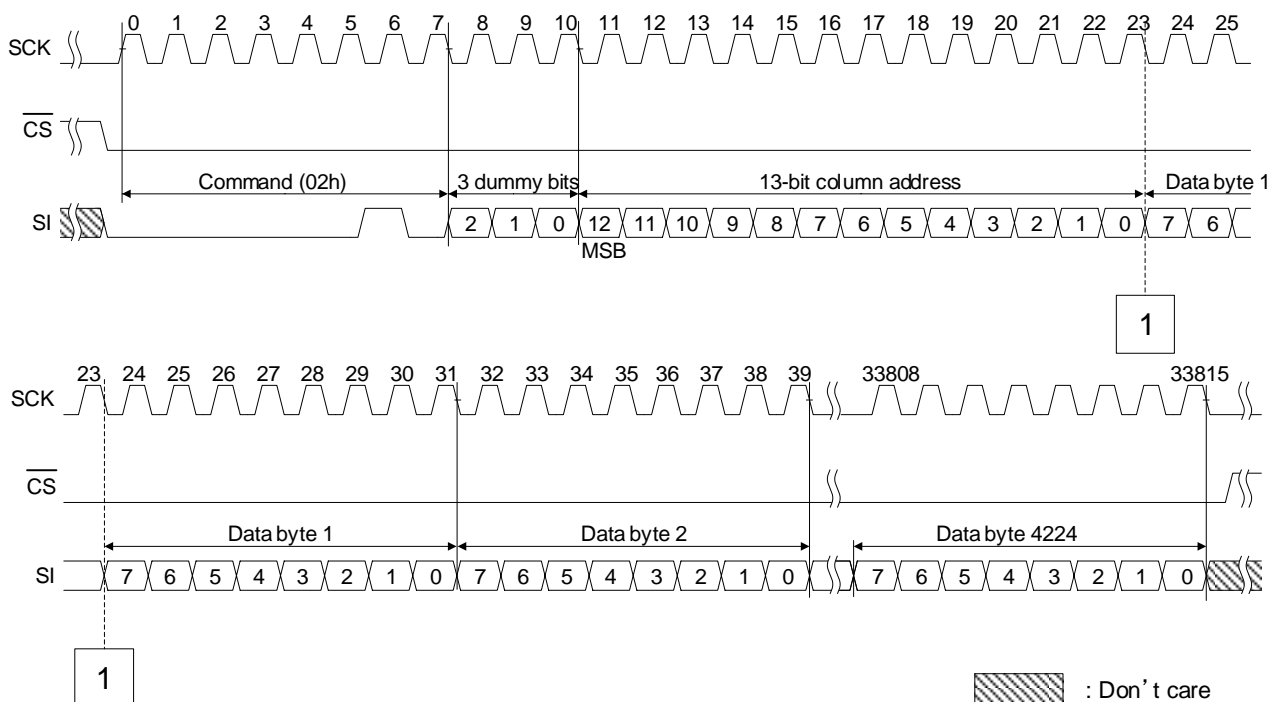 0 1 2 3 4 5 6 7 8 9 10 11 12 13 14 15 16 17 18 19 20 21 22 23 24 25
SCK
CS
Command (02h) 3 dummy bits 13-bit column address Data byte 1
SI 2 1 0 12 11 10 9 8 7 6 5 4 3 2 1 0 7 6
MSB
1
23 24 25 26 27 28 29 30 31 32 33 34 35 36 37 38 39 33808 33815
SCK
CS
Data byte 1 Data byte 2 Data byte 4224
SI 7 6 5 4 3 2 1 0 7 6 5 4 3 2 1 0 7 6 5 4 3 2 1 0
1
: Don't care